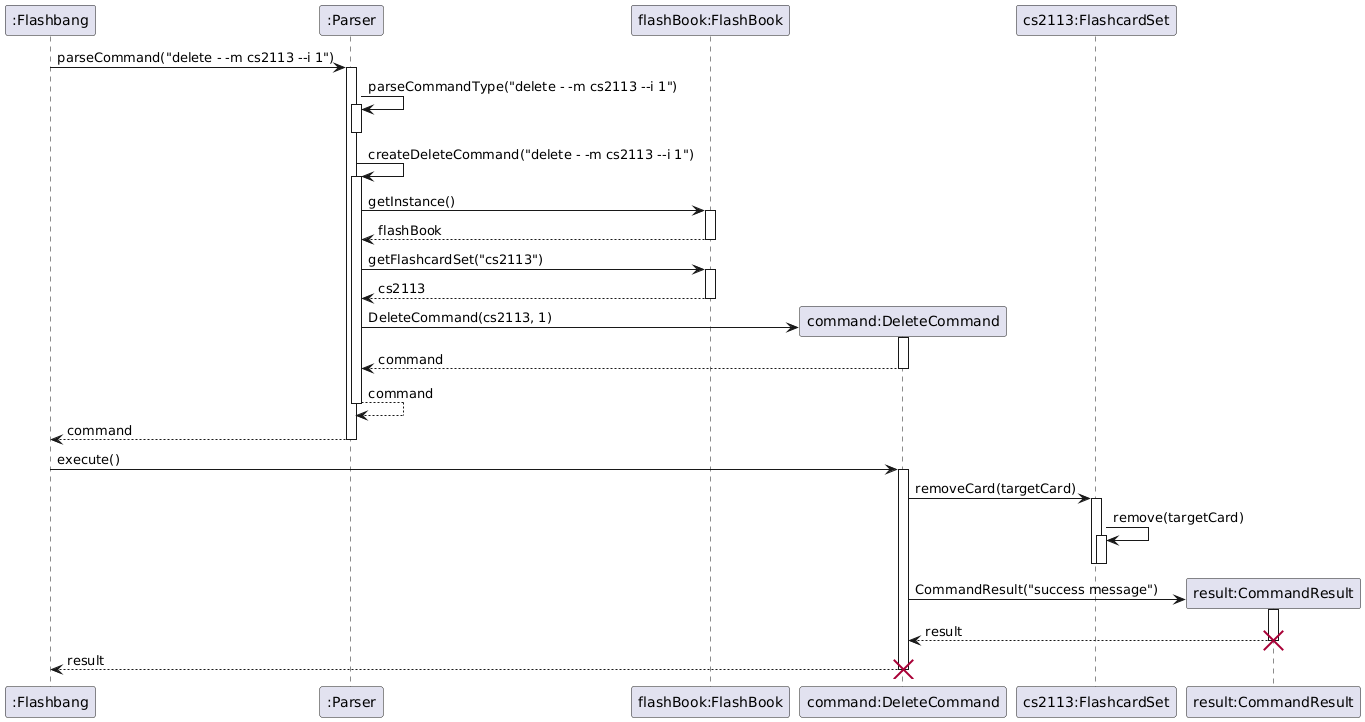 :Flashbang
:Parser
flashBook:FlashBook
cs2113:FlashcardSet
parseCommand("delete - -m cs2113 --i 1")
parseCommandType("delete - -m cs2113 --i 1")
createDeleteCommand("delete - -m cs2113 --i 1")
getInstance()
flashBook
getFlashcardSet("cs2113")
cs2113
DeleteCommand(cs2113, 1)
command:DeleteCommand
command
command
command
execute()
removeCard(targetCard)
remove(targetCard)
CommandResult("success message")
result:CommandResult
result
result
:Flashbang
:Parser
flashBook:FlashBook
command:DeleteCommand
cs2113:FlashcardSet
result:CommandResult